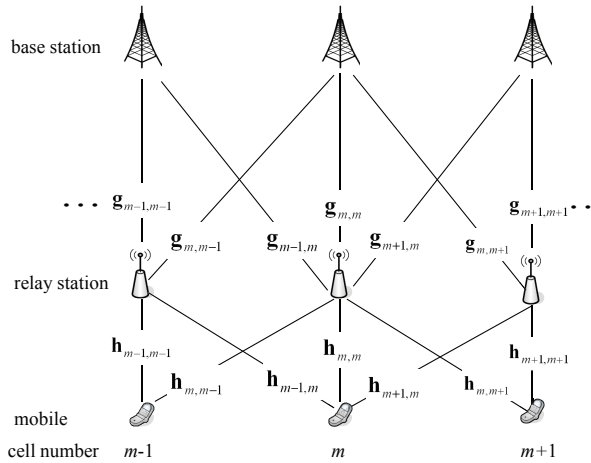 base station
· · · g_{m−1,m−1} g_{m,m} g_{m+1,m+1} · ·
g_{m,m−1} g_{m−1,m} g_{m+1,m} g_{m,m+1}
relay station
h_{m−1,m−1} h_{m,m} h_{m+1,m+1}
h_{m,m−1} h_{m−1,m} h_{m+1,m} h_{m,m+1}
mobile
cell number m-1 m m+1